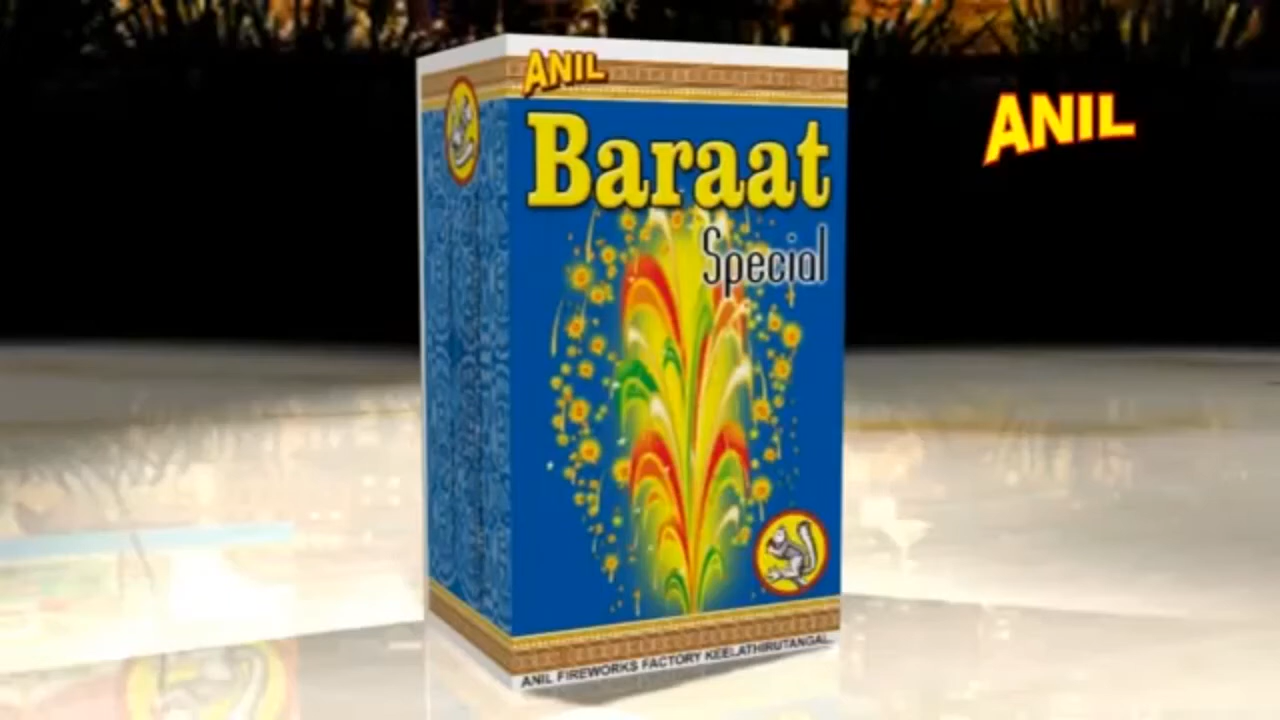 ANIL
Baraat
Special
ANIL FIREWORKS FACTORY KEELATHIRUTANGAL
ANIL